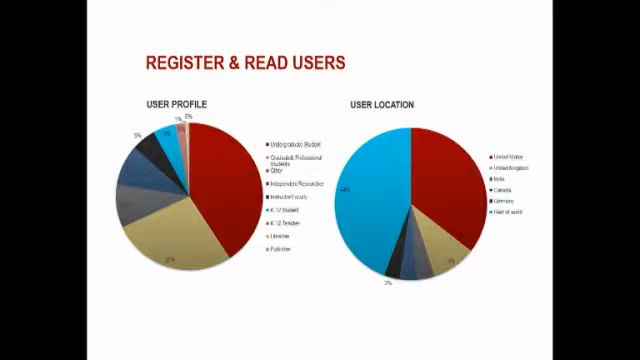 REGISTER & READ USERS
USER PROFILE
USER LOCATION
1%
0%
5%
Undergraduate Student
Graduate& Professional
Students
Other
Independent Researcher
Instructor/Faculty
K-12 Student
K-12 Teacher
Librarian
Publisher
44%
3%
United States
United Kingdom
India
Canada
Germany
Rest of world